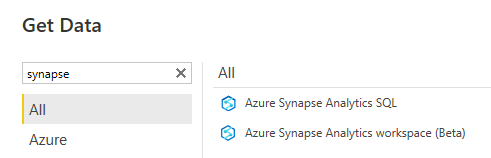 Get Data
synapse
All
Azure
All
Azure Synapse Analytics SQL
Azure Synapse Analytics workspace (Beta)